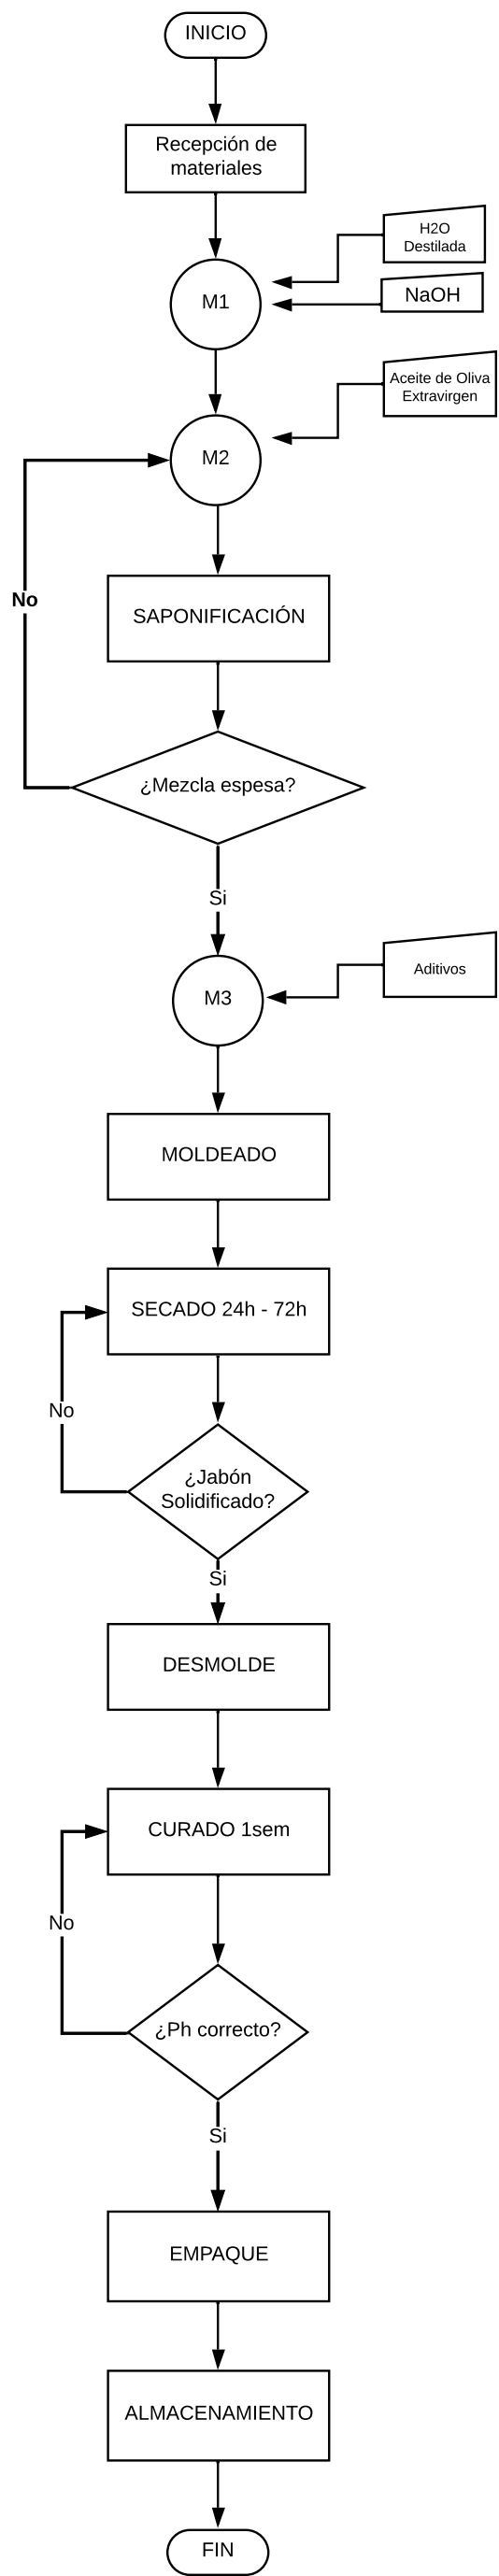 INICIO
Recepción de
materiales
H2O
Destilada
NaOH
M1
Aceite de Oliva
Extravirgen
M2
No
SAPONIFICACIÓN
¿Mezcla espesa?
Si
Aditivos
M3
MOLDEADO
SECADO 24h - 72h
No
¿Jabón
Solidificado?
Si
DESMOLDE
CURADO 1sem
No
¿Ph correcto?
Si
EMPAQUE
ALMACENAMIENTO
FIN